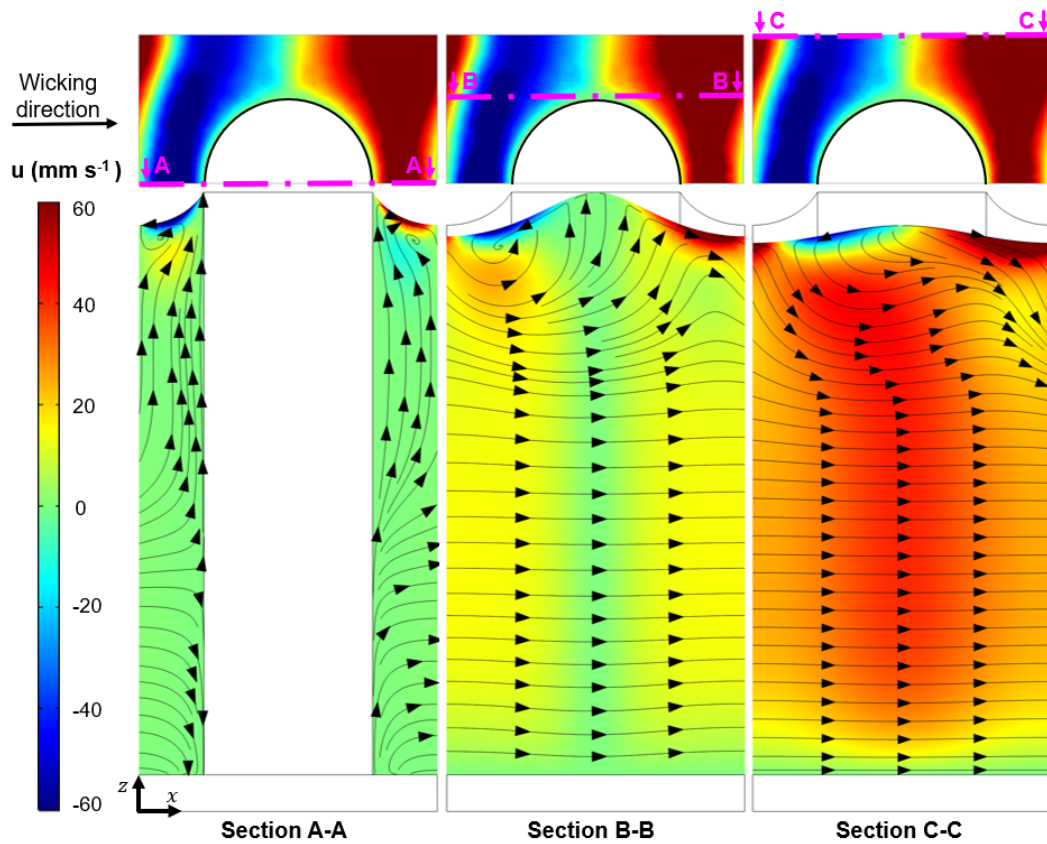 C C
B B
Wicking
direction
u (mm s⁻¹)
A A
60
40
20
0
-20
-40
-60
z
x
Section A-A Section B-B Section C-C